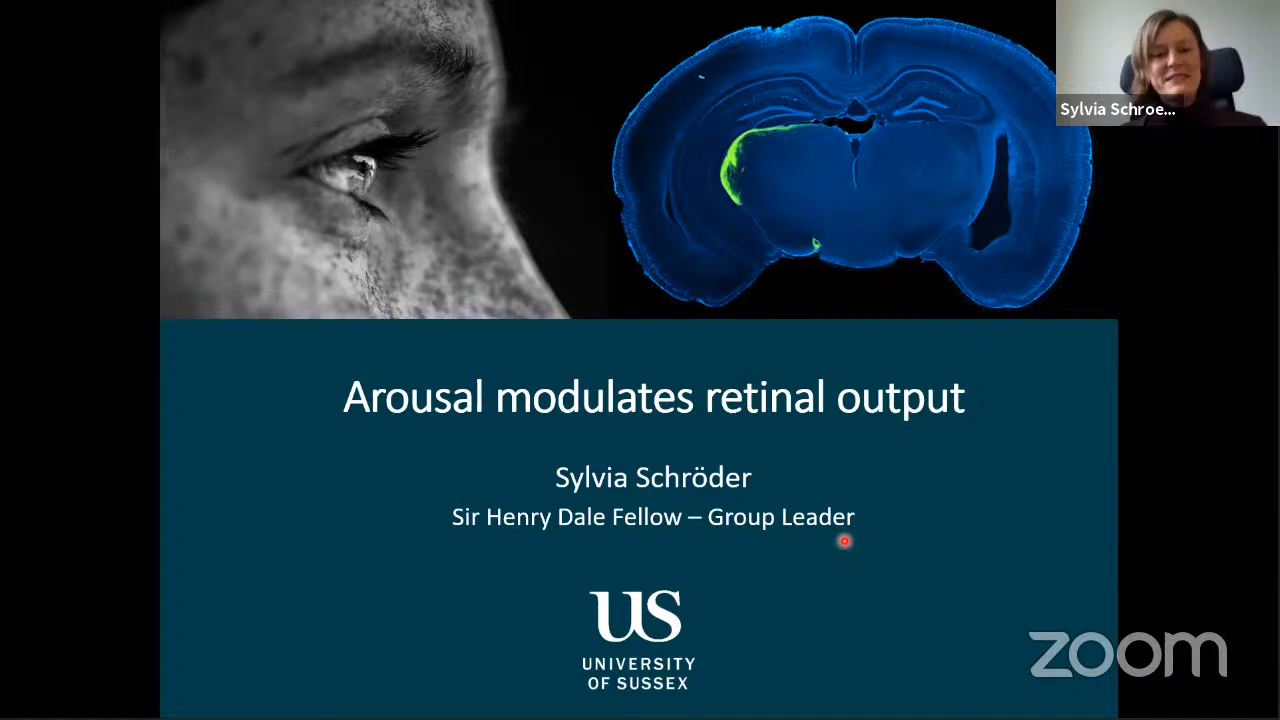 Sylvia Schroe...
Arousal modulates retinal output
Sylvia Schröder
Sir Henry Dale Fellow – Group Leader
US
UNIVERSITY
OF SUSSEX
zoom